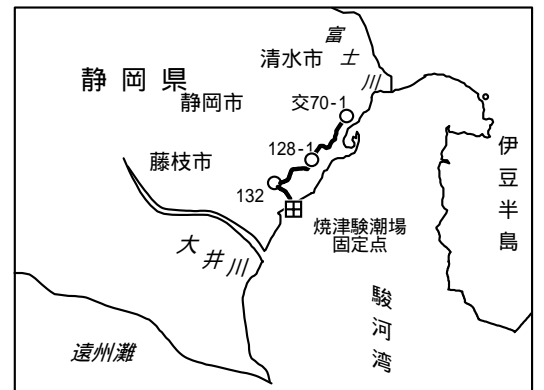 富士川
清水市
静岡県
静岡市
交70-1
128-1
藤枝市
132
焼津験潮場
固定点
伊豆半島
大井川
駿河湾
遠州灘